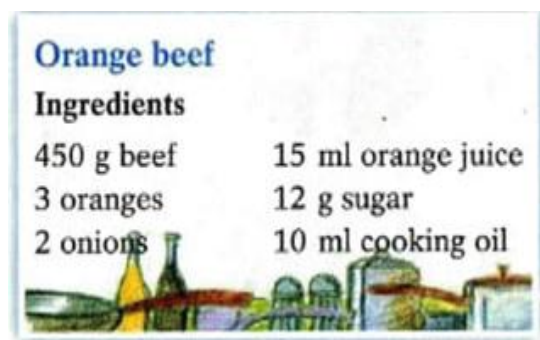 Orange beef
Ingredients
450 g beef
3 oranges
2 onions
15 ml orange juice
12 g sugar
10 ml cooking oil